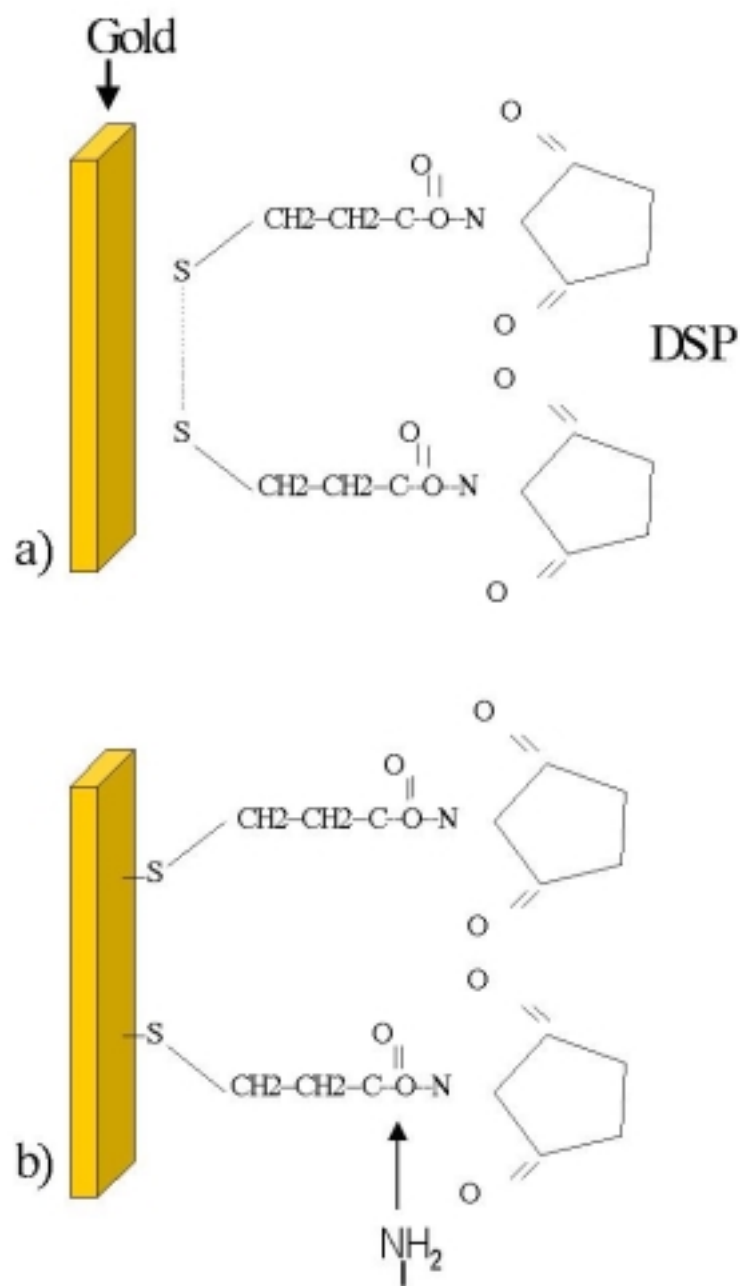 Gold
O
O
CH2-CH2-C-O-N
S
O
DSP
O
S
O
CH2-CH2-C-O-N
a)
O
O
O
CH2-CH2-C-O-N
S
O
O
S
O
CH2-CH2-C-O-N
b)
O
NH2